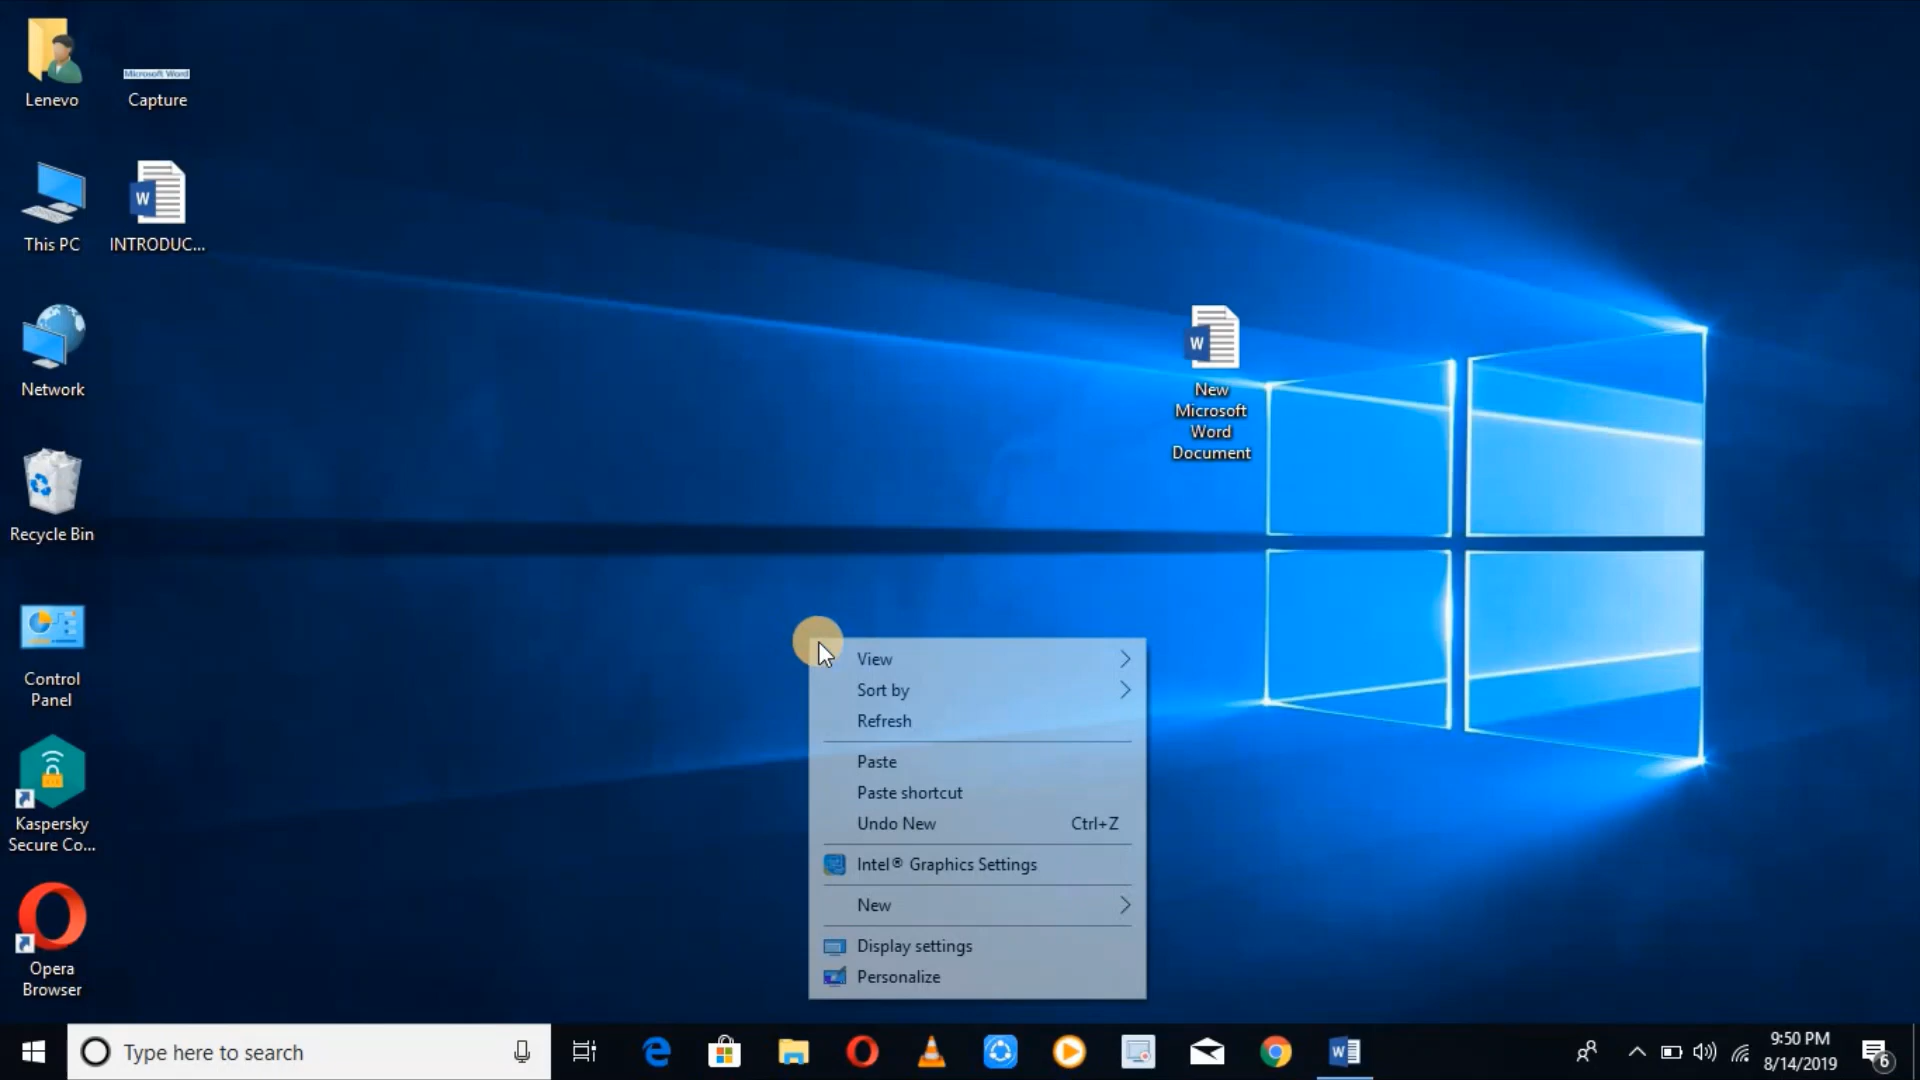 Lenevo
Microsoft Word
Capture
This PC
W
INTRODUC...
Network
W
New
Microsoft
Word
Document
Recycle Bin
Control
Panel
Kaspersky
Secure Co...
Opera
Browser
View
Sort by
Refresh
Paste
Paste shortcut
Undo New Ctrl+Z
Intel® Graphics Settings
New
Display settings
Personalize
Type here to search
W
9:50 PM
8/14/2019
6